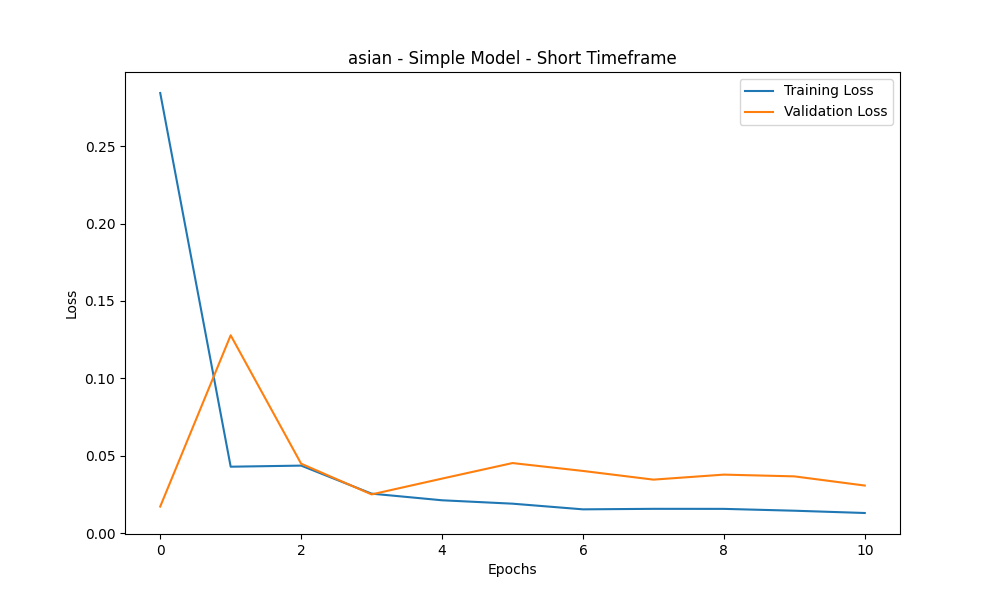 asian - Simple Model - Short Timeframe
Training Loss
Validation Loss
0.25
0.20
0.15
0.10
0.05
0.00
Loss
0 2 4 6 8 10
Epochs